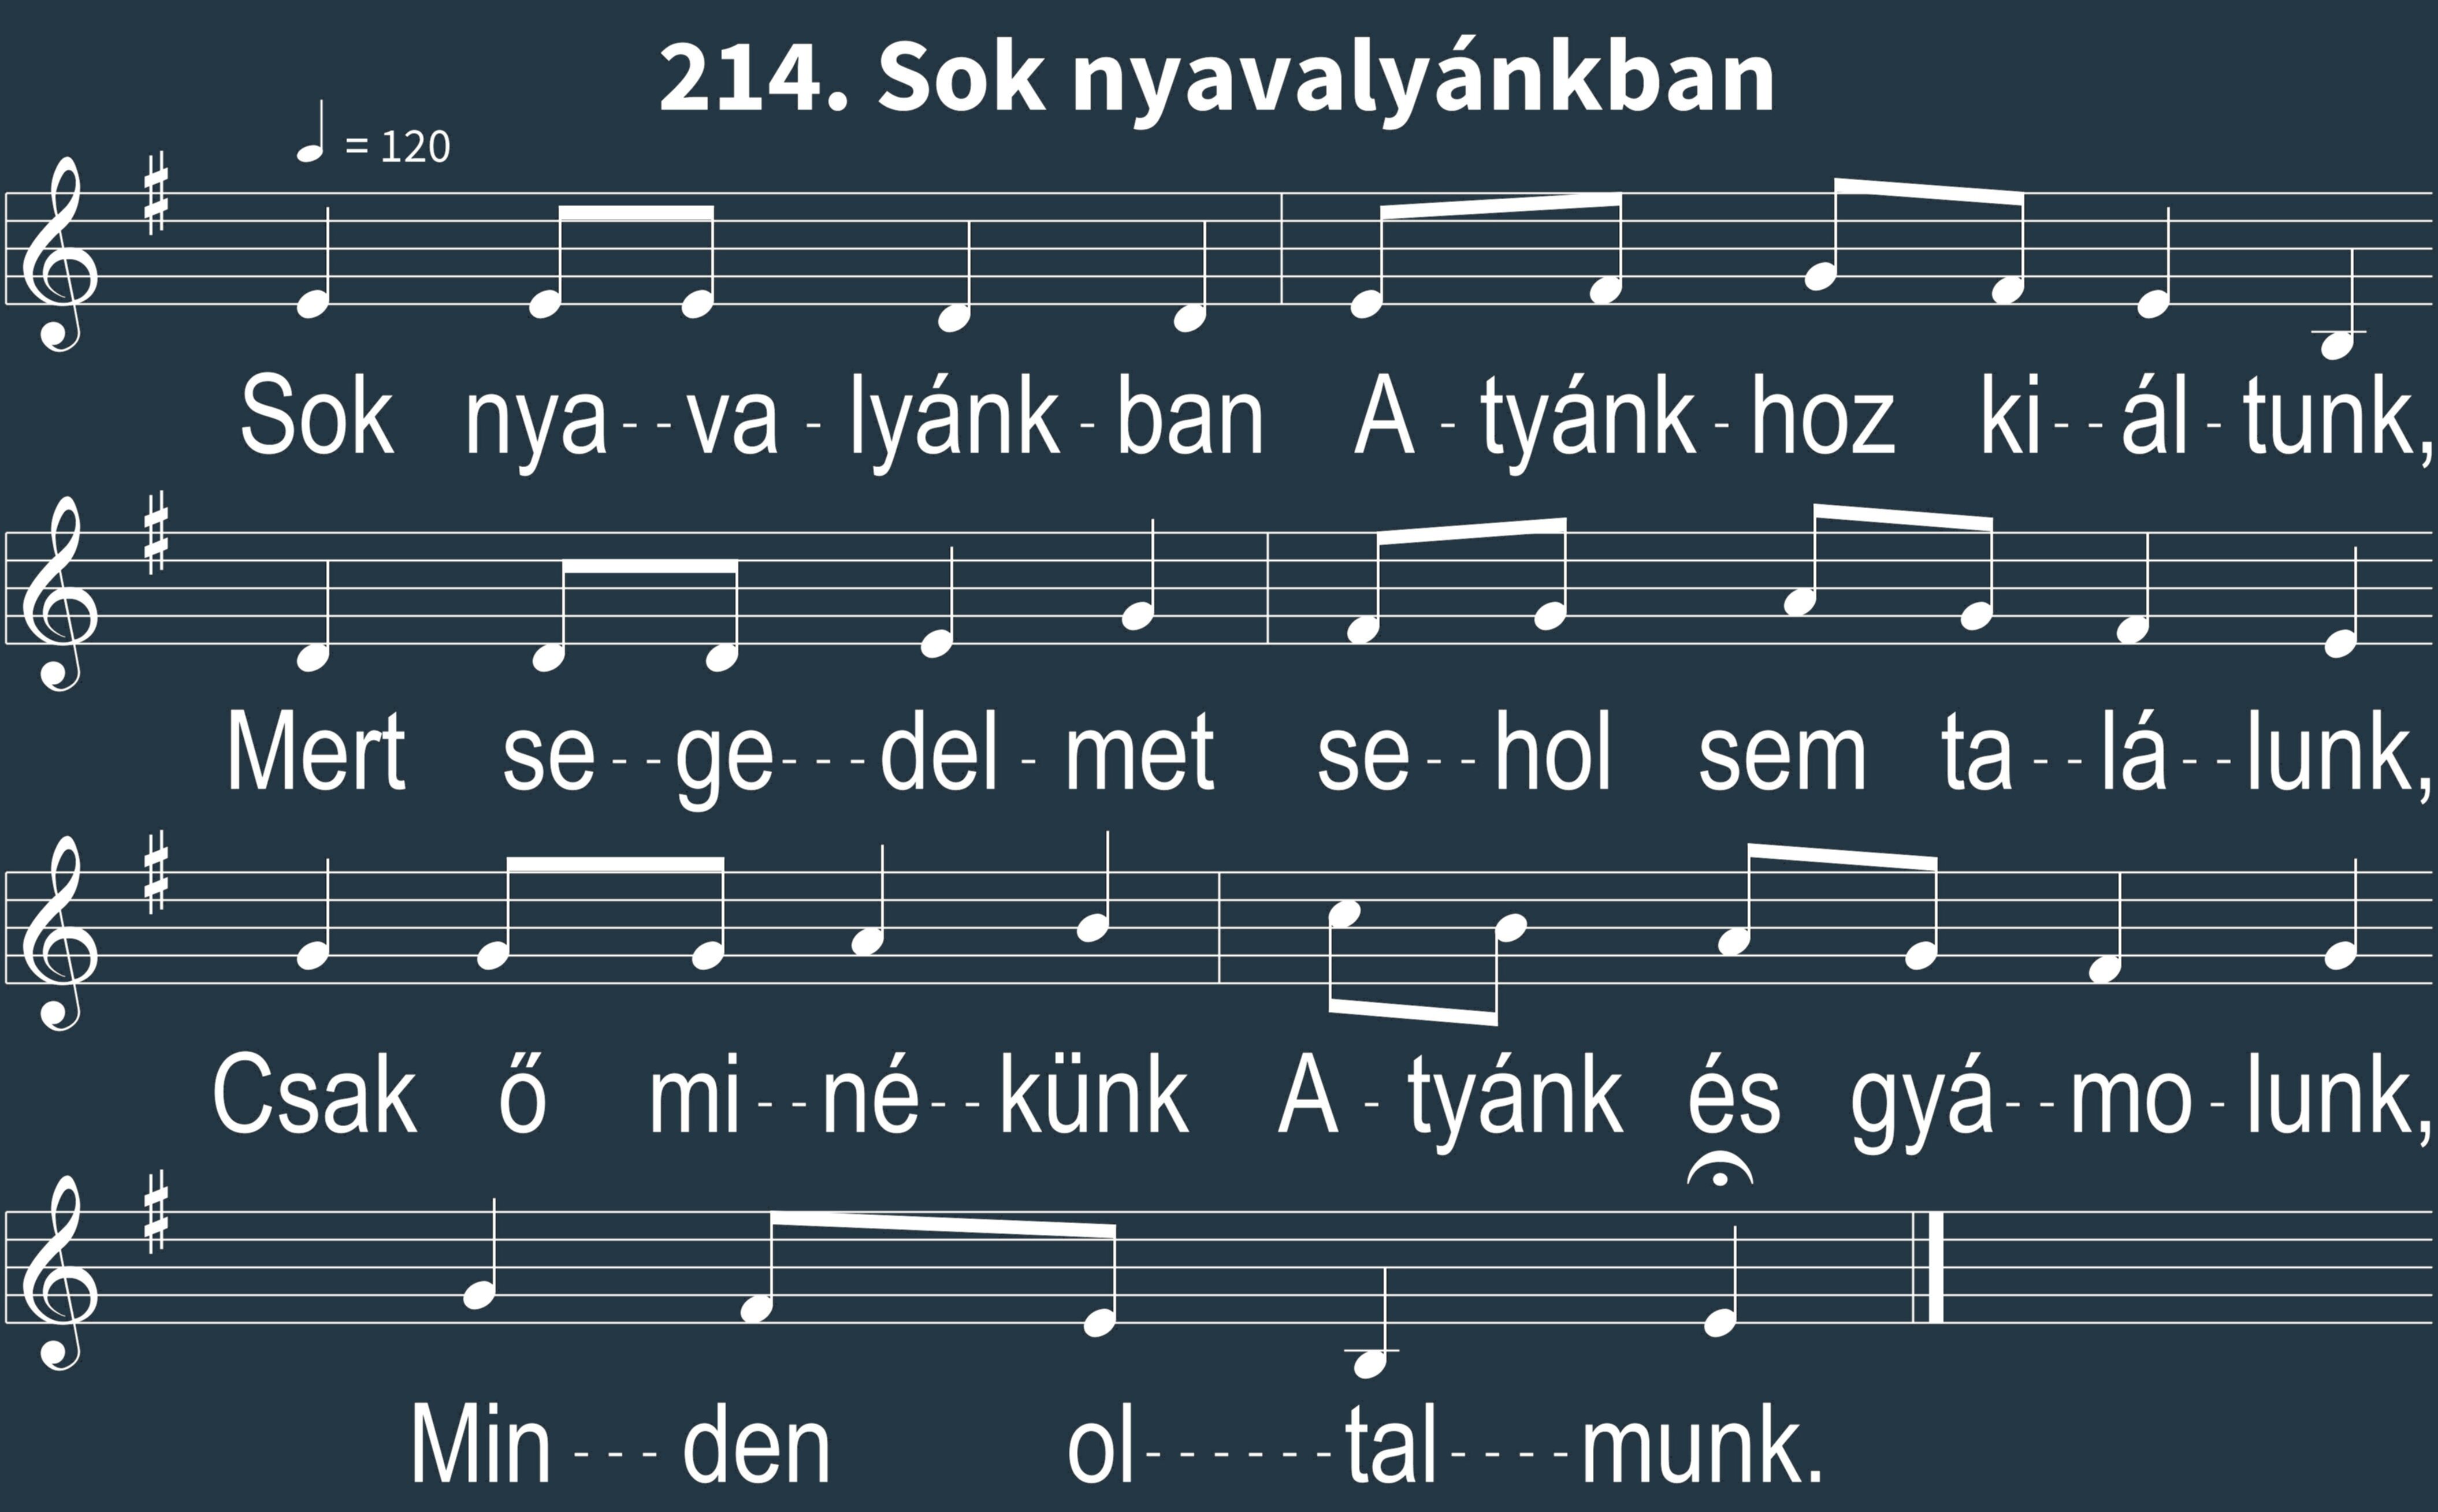 214. Sok nyavalyánkban
= 120
Sok nya--va-lyánk-ban A-tyánk-hoz ki--ál-tunk,
Mert se--ge---del-met se--hol sem ta--lá--lunk,
Csak ő mi--né--künk A-tyánk és gyá--mo-lunk,
Min---den ol------tal----munk.